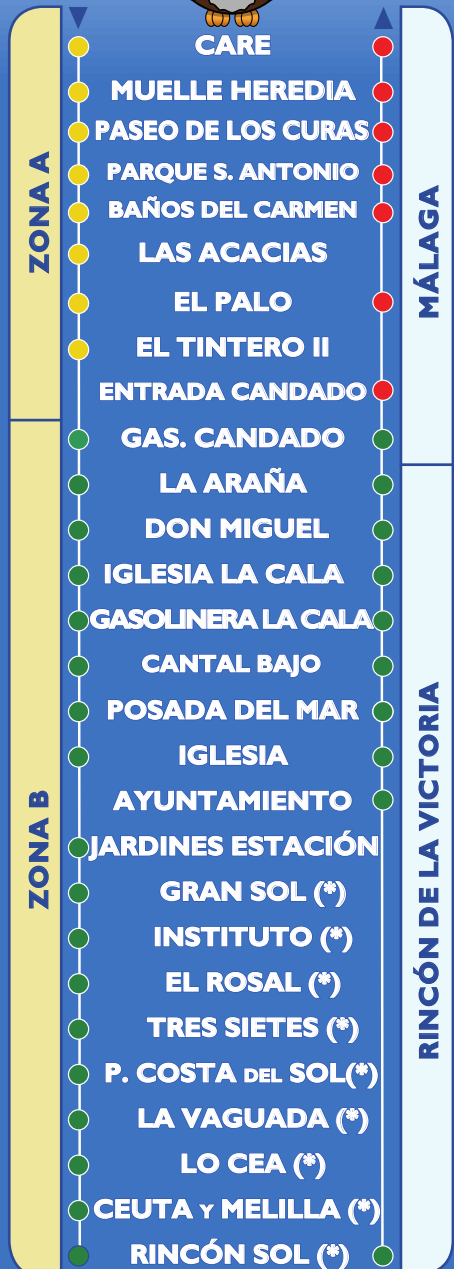 CARE
MUELLE HEREDIA
PASEO DE LOS CURAS
PARQUE S. ANTONIO
BAÑOS DEL CARMEN
LAS ACACIAS
EL PALO
EL TINTERO II
ENTRADA CANDADO
GAS. CANDADO
LA ARAÑA
DON MIGUEL
IGLESIA LA CALA
GASOLINERA LA CALA
CANTAL BAJO
POSADA DEL MAR
IGLESIA
AYUNTAMIENTO
JARDINES ESTACIÓN
GRAN SOL (*)
INSTITUTO (*)
EL ROSAL (*)
TRES SIETES (*)
P. COSTA DEL SOL(*)
LA VAGUADA (*)
LO CEA (*)
CEUTA Y MELILLA (*)
RINCÓN SOL (*)
ZONA A
ZONA B
MÁLAGA
RINCÓN DE LA VICTORIA